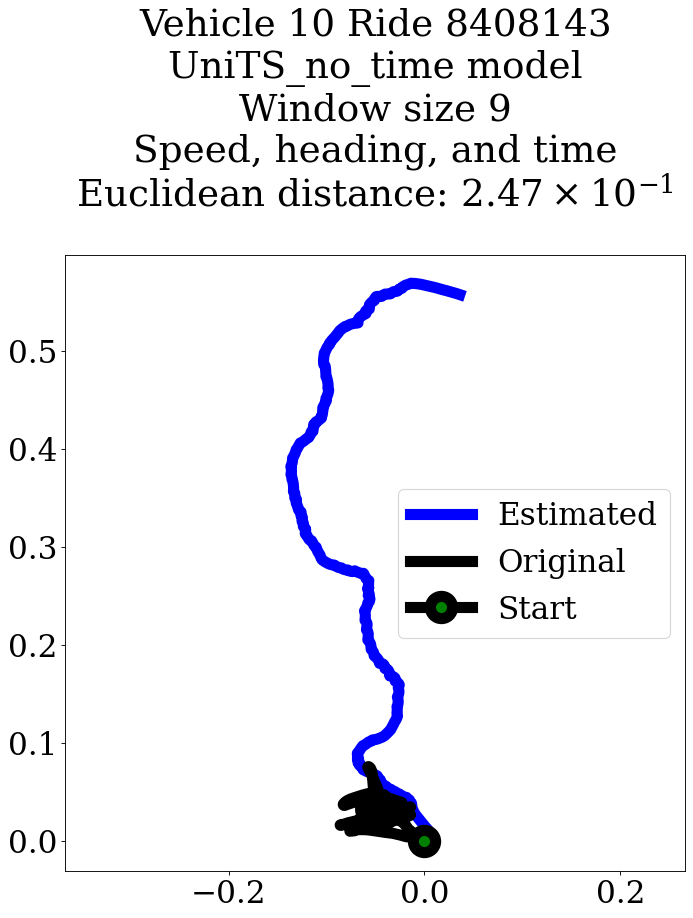 Vehicle 10 Ride 8408143
UniTS_no_time model
Window size 9
Speed, heading, and time
Euclidean distance: 2.47 × 10⁻¹
0.5
0.4
0.3
0.2
0.1
0.0
Estimated
Original
Start
−0.2
0.0
0.2